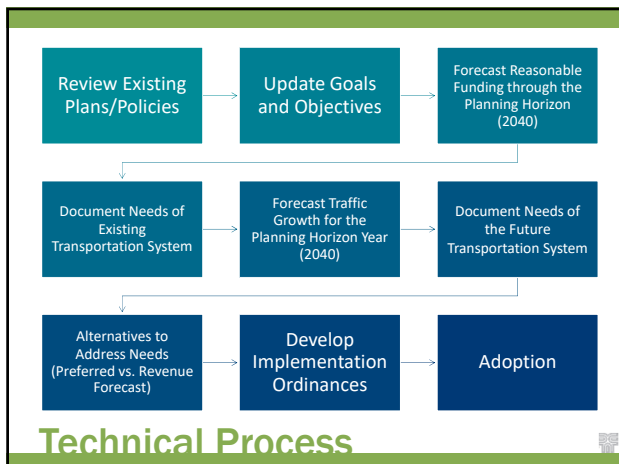 Review Existing
Plans/Policies
Update Goals
and Objectives
Forecast Reasonable
Funding through the
Planning Horizon
(2040)
Document Needs of
Existing
Transportation System
Forecast Traffic
Growth for the
Planning Horizon Year
(2040)
Document Needs of
the Future
Transportation System
Alternatives to
Address Needs
(Preferred vs. Revenue
Forecast)
Develop
Implementation
Ordinances
Adoption
Technical Process